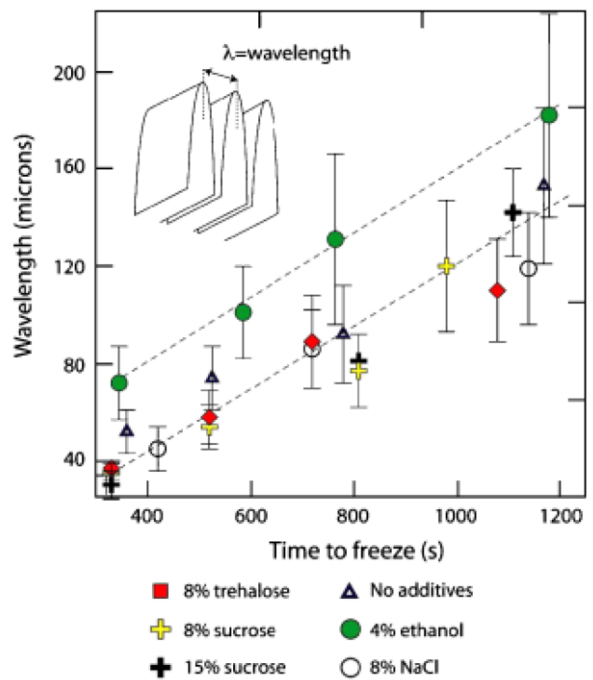 λ=wavelength
200
160
120
80
40
Wavelength (microns)
400 600 800 1000 1200
Time to freeze (s)
8% trehalose No additives
8% sucrose 4% ethanol
15% sucrose 8% NaCl